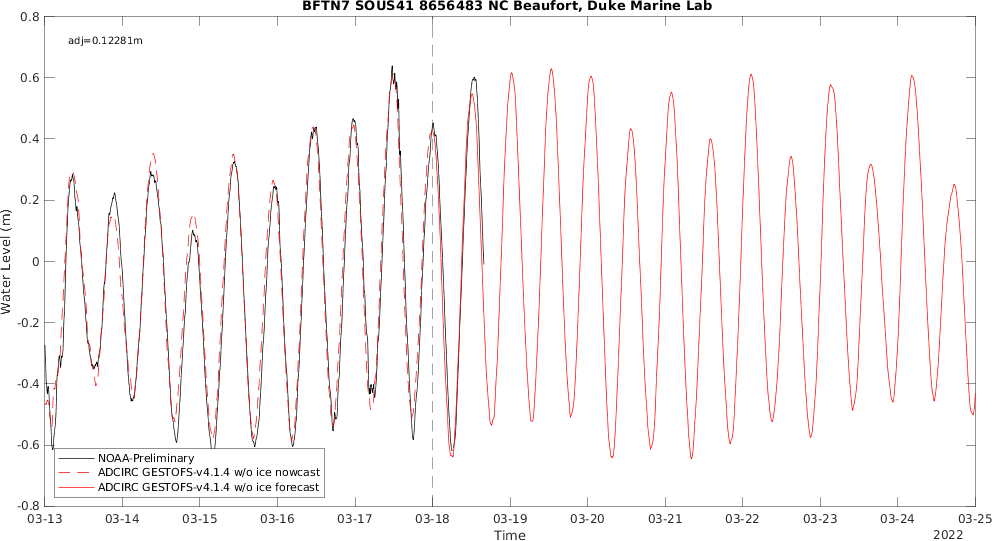 BFTN7 SOUS41 8656483 NC Beaufort, Duke Marine Lab
adj=0.12281m
0.8
0.6
0.4
0.2
0
-0.2
-0.4
-0.6
-0.8
Water Level (m)
NOAA-Preliminary
ADCIRC GESTOFS-v4.1.4 w/o ice nowcast
ADCIRC GESTOFS-v4.1.4 w/o ice forecast
03-13 03-14 03-15 03-16 03-17 03-18 03-19 03-20 03-21 03-22 03-23 03-24 03-25
Time
2022